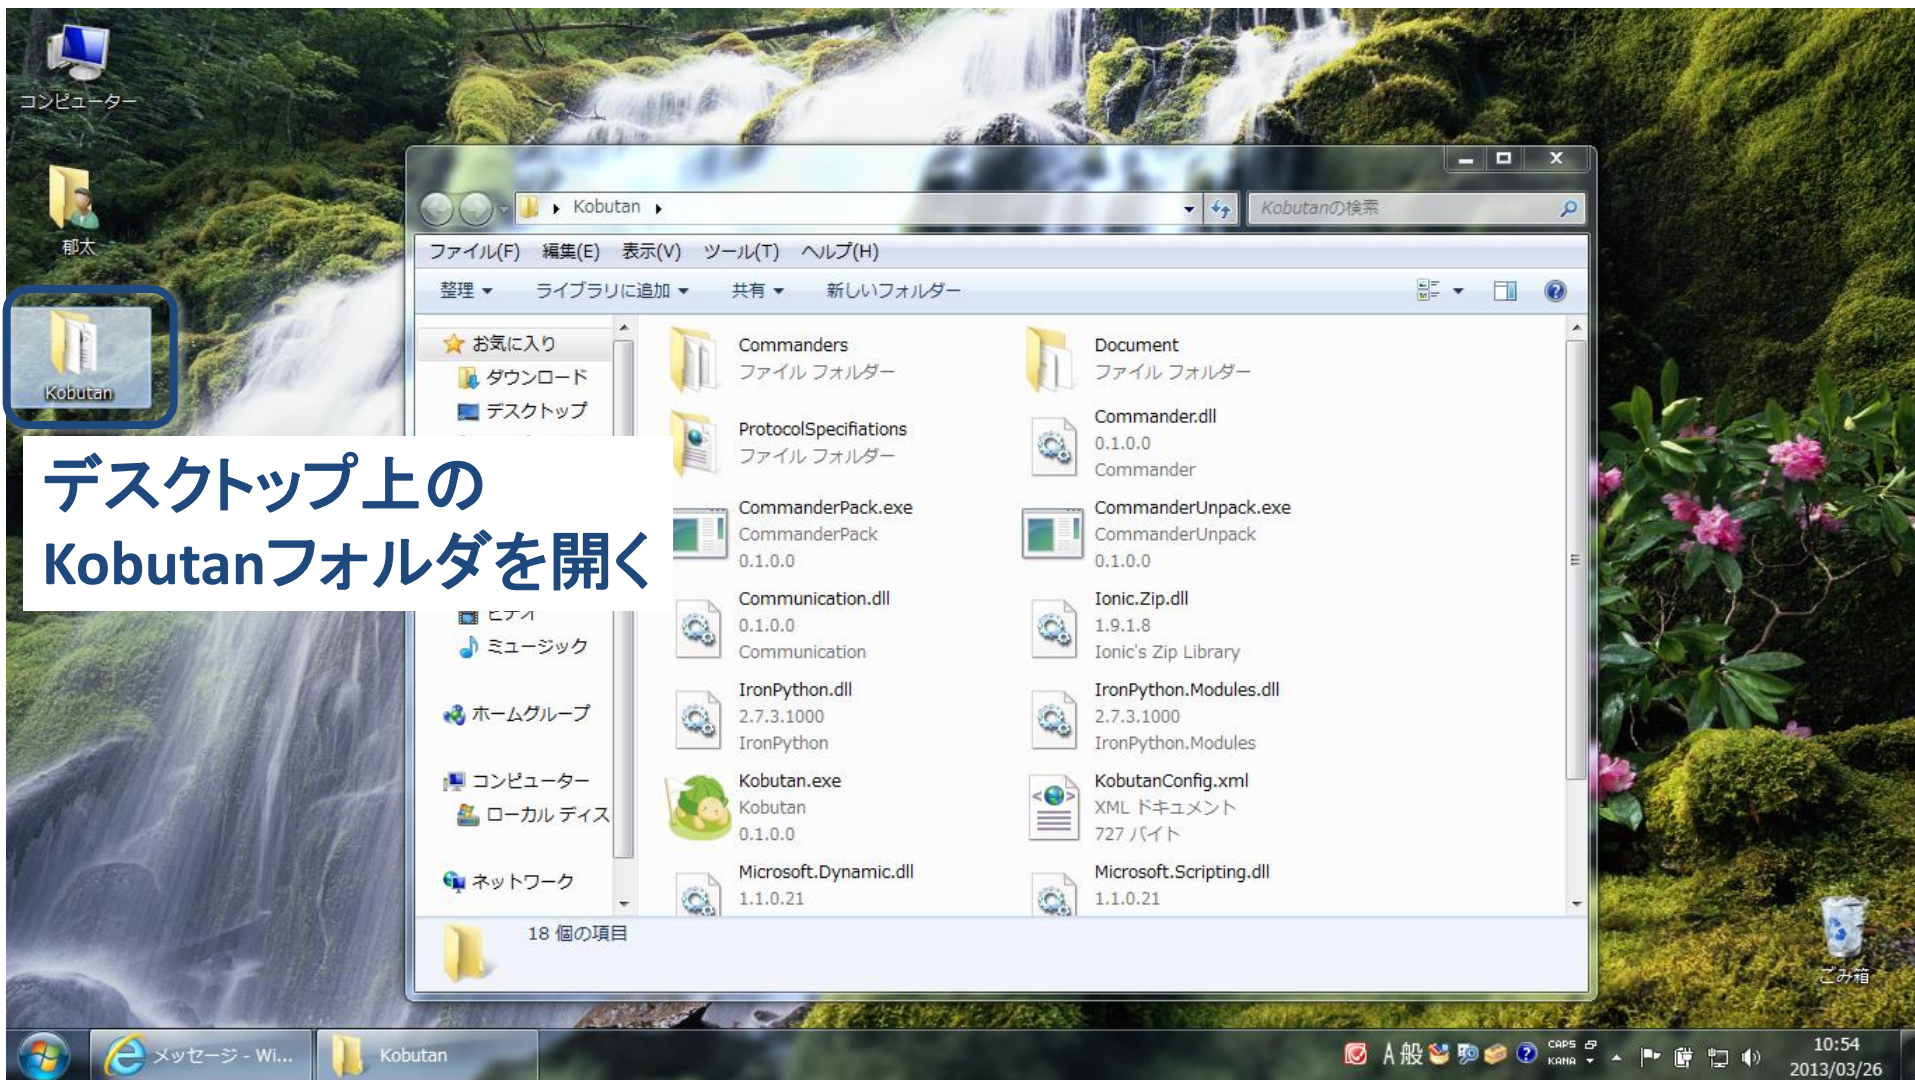 コンピューター
郁太
Kobutan
デスクトップ上の
Kobutanフォルダを開く
Kobutan
Kobutanの検索
ファイル(F) 編集(E) 表示(V) ツール(T) ヘルプ(H)
整理 ライブラリに追加 共有 新しいフォルダー
お気に入り
ダウンロード
デスクトップ
ビデオ
ミュージック
ホームグループ
コンピューター
ローカル ディス
ネットワーク
Commanders
ファイル フォルダー
Document
ファイル フォルダー
ProtocolSpecifiations
ファイル フォルダー
Commander.dll
0.1.0.0
Commander
CommanderPack.exe
CommanderPack
0.1.0.0
CommanderUnpack.exe
CommanderUnpack
0.1.0.0
Communication.dll
0.1.0.0
Communication
Ionic.Zip.dll
1.9.1.8
Ionic's Zip Library
IronPython.dll
2.7.3.1000
IronPython
IronPython.Modules.dll
2.7.3.1000
IronPython.Modules
Kobutan.exe
Kobutan
0.1.0.0
KobutanConfig.xml
XML ドキュメント
727 バイト
Microsoft.Dynamic.dll
1.1.0.21
Microsoft.Scripting.dll
1.1.0.21
18 個の項目
ごみ箱
メッセージ - Wi...
Kobutan
A 般
CAPS
KANA
10:54
2013/03/26